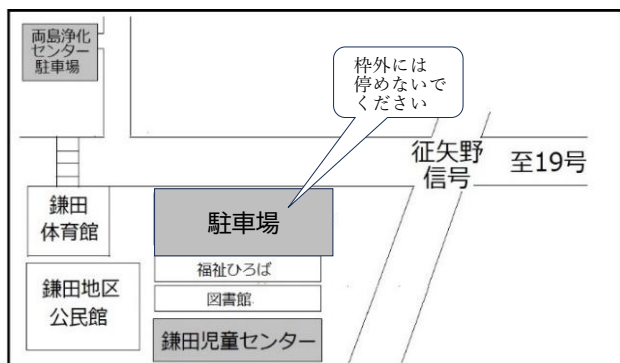 両島浄化
センター
駐車場
枠外には
停めないで
ください
征矢野
信号
至19号
鎌田
体育館
駐車場
福祉ひろば
図書館
鎌田地区
公民館
鎌田児童センター